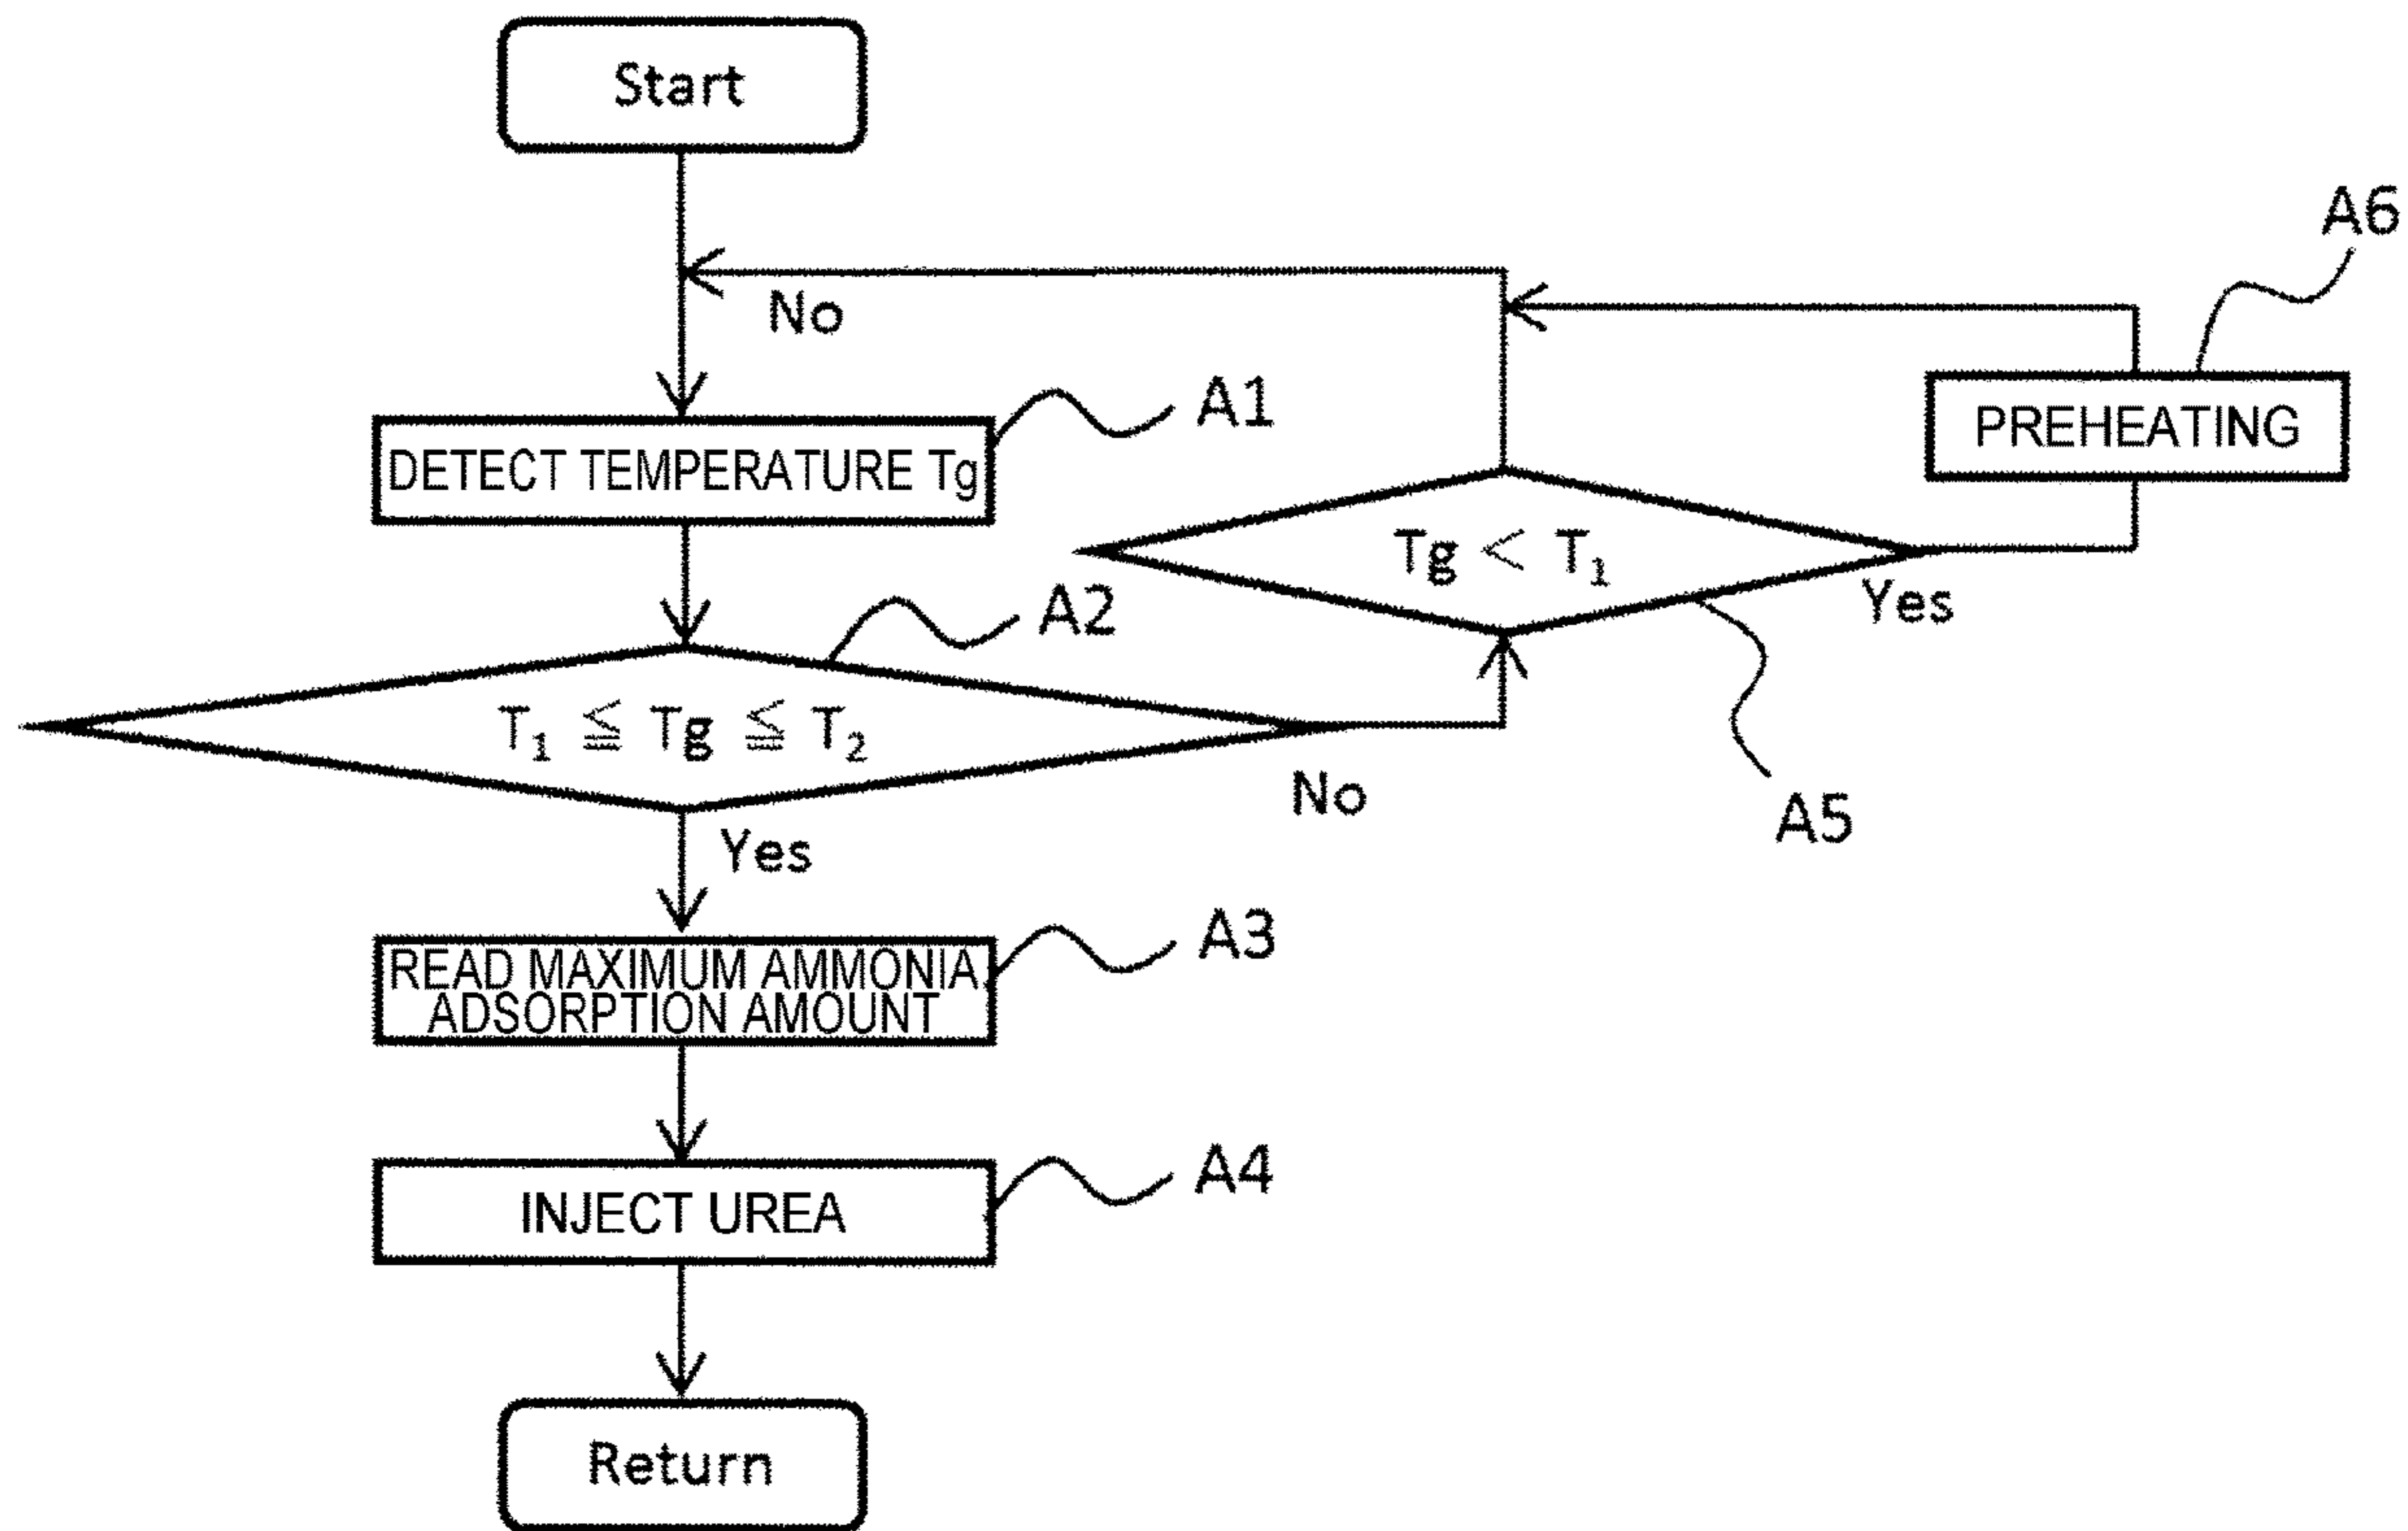 Start
A6
No
A1
PREHEATING
DETECT TEMPERATURE Tg
Tg < T₁
A2
Yes
T₁ ≦ Tg ≦ T₂
No
A5
Yes
A3
READ MAXIMUM AMMONIA
ADSORPTION AMOUNT
A4
INJECT UREA
Return